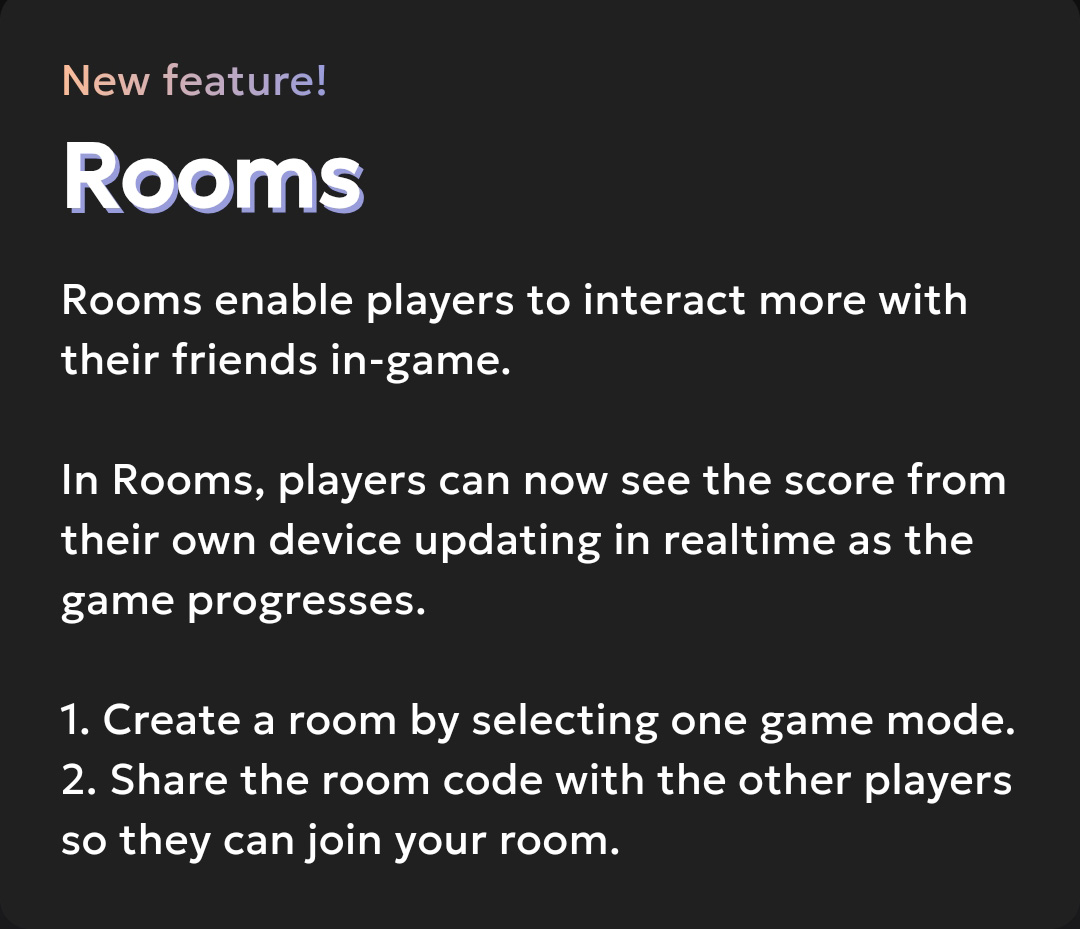 New feature!
Rooms
Rooms enable players to interact more with
their friends in-game.
In Rooms, players can now see the score from
their own device updating in realtime as the
game progresses.
1. Create a room by selecting one game mode.
2. Share the room code with the other players
so they can join your room.